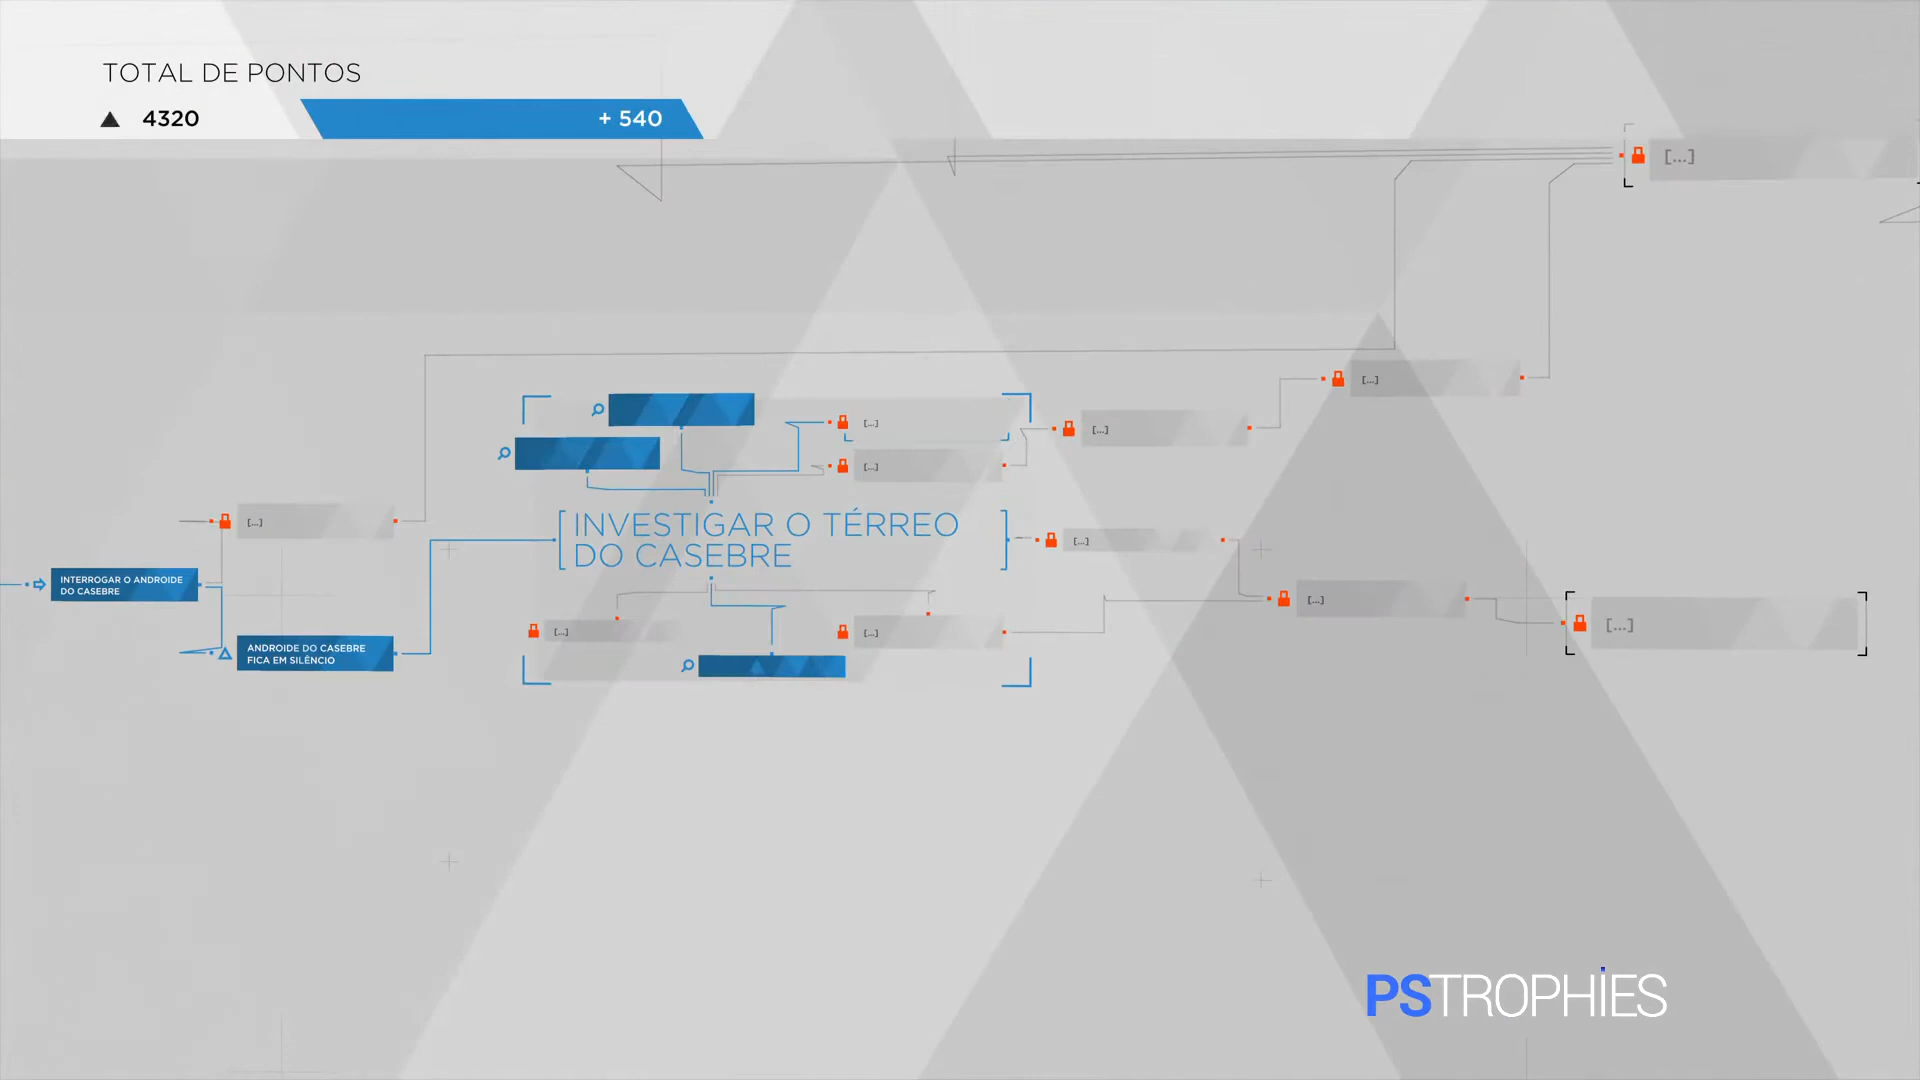 TOTAL DE PONTOS
4320
+ 540
[...]
[...]
[...]
[...]
[...]
[...]
INVESTIGAR O TÉRREO
DO CASEBRE
[...]
INTERROGAR O ANDROIDE
DO CASEBRE
[...]
[...]
[...]
[...]
ANDROIDE DO CASEBRE
FICA EM SILÊNCIO
PSTROPHIES